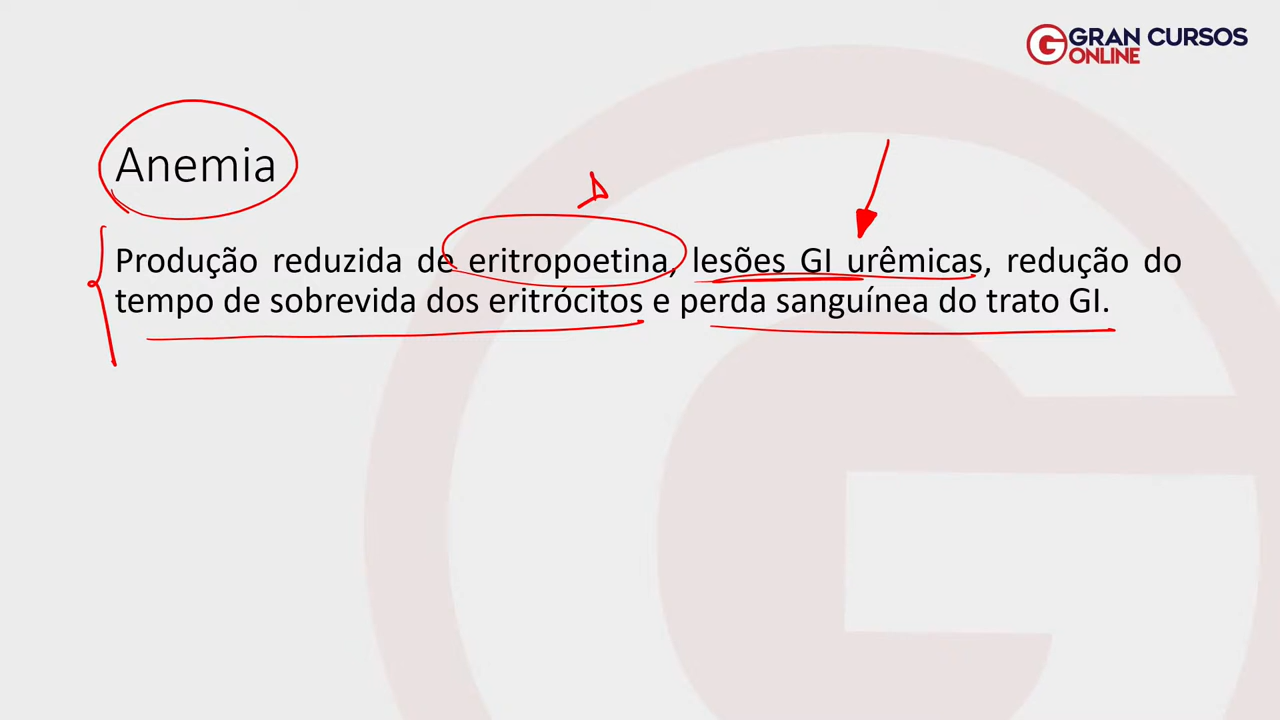 GRAN CURSOS
ONLINE
Anemia
Produção reduzida de eritropoetina, lesões GI urêmicas, redução do
tempo de sobrevida dos eritrócitos e perda sanguínea do trato GI.